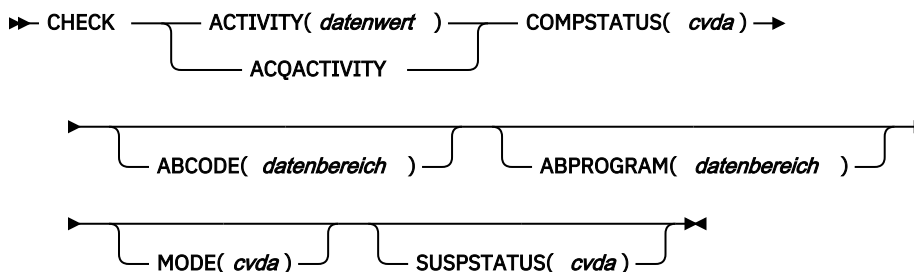 CHECK ACTIVITY( datenwert ) COMPSTATUS( cvda )
ACQACTIVITY
ABCODE( datenbereich ) ABPROGRAM( datenbereich )
MODE( cvda ) SUSPSTATUS( cvda )